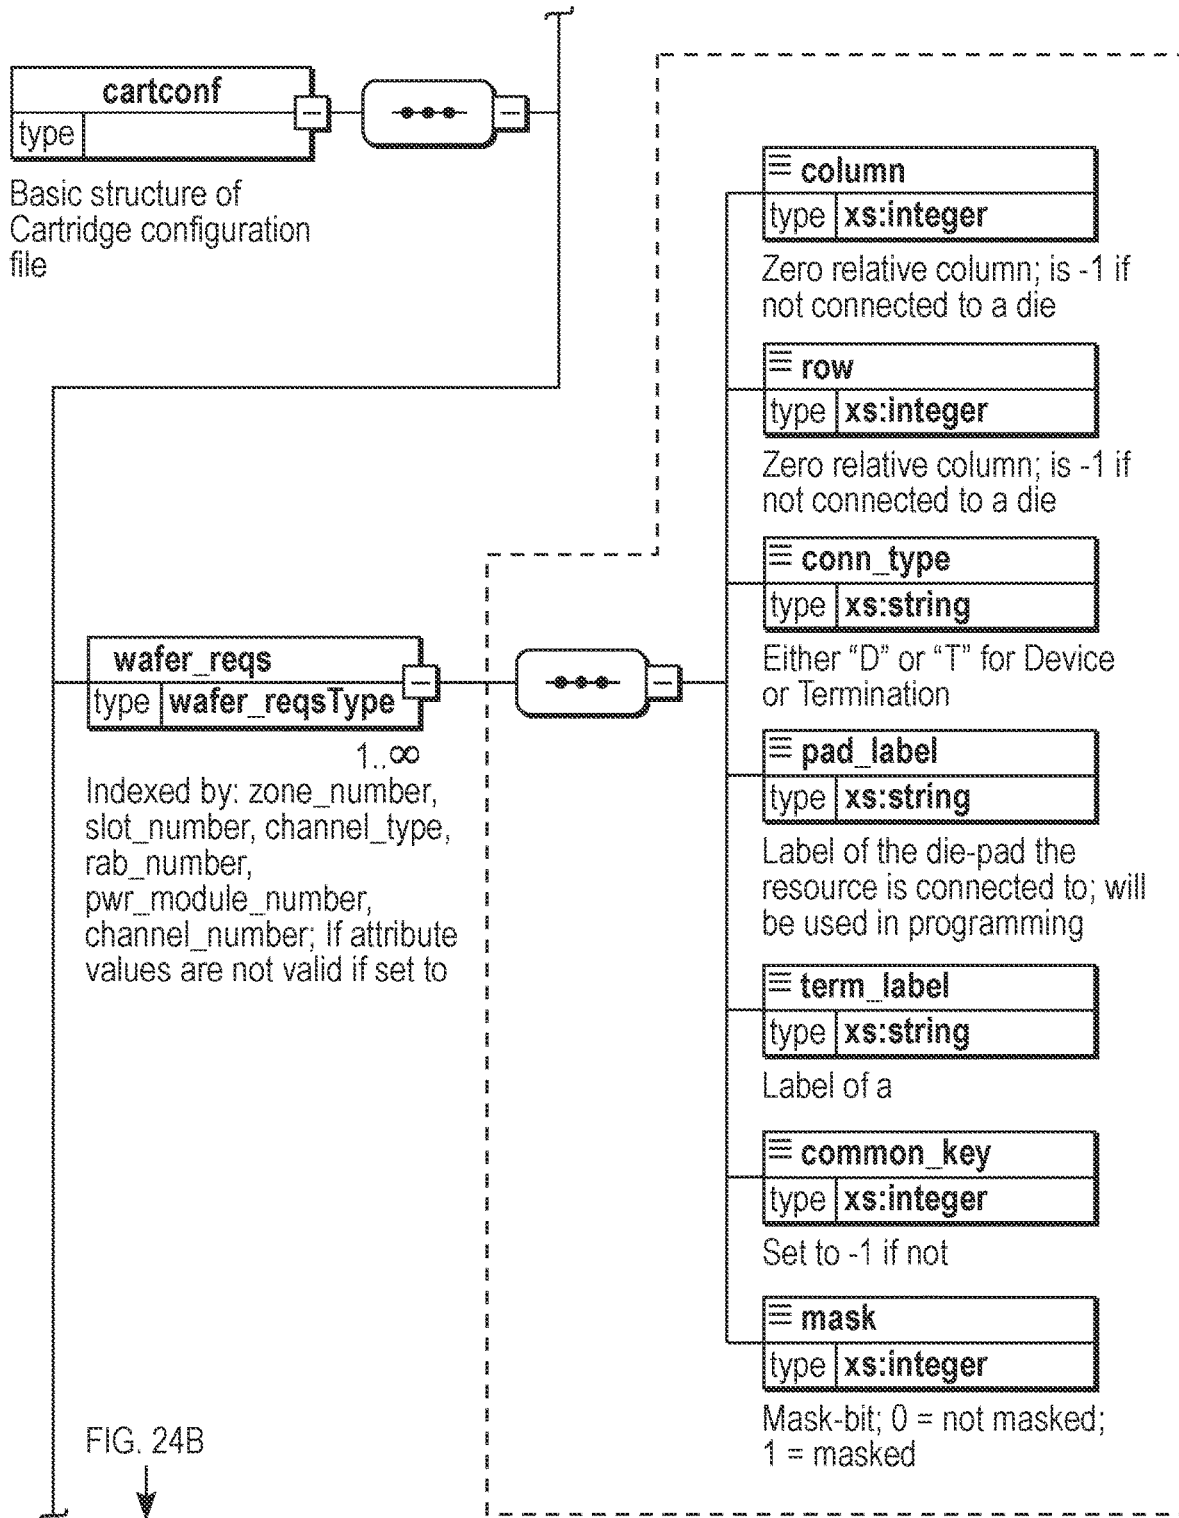 cartconf
type
Basic structure of
Cartridge configuration
file
column
type xs:integer
Zero relative column; is -1 if
not connected to a die
row
type xs:integer
Zero relative column; is -1 if
not connected to a die
conn_type
type xs:string
Either “D” or “T” for Device
or Termination
wafer_reqs
type wafer_reqsType
1..∞
Indexed by: zone_number,
slot_number, channel_type,
rab_number,
pwr_module_number,
channel_number; If attribute
values are not valid if set to
pad_label
type xs:string
Label of the die-pad the
resource is connected to; will
be used in programming
term_label
type xs:string
Label of a
common_key
type xs:integer
Set to -1 if not
mask
type xs:integer
Mask-bit; 0 = not masked;
1 = masked
FIG. 24B